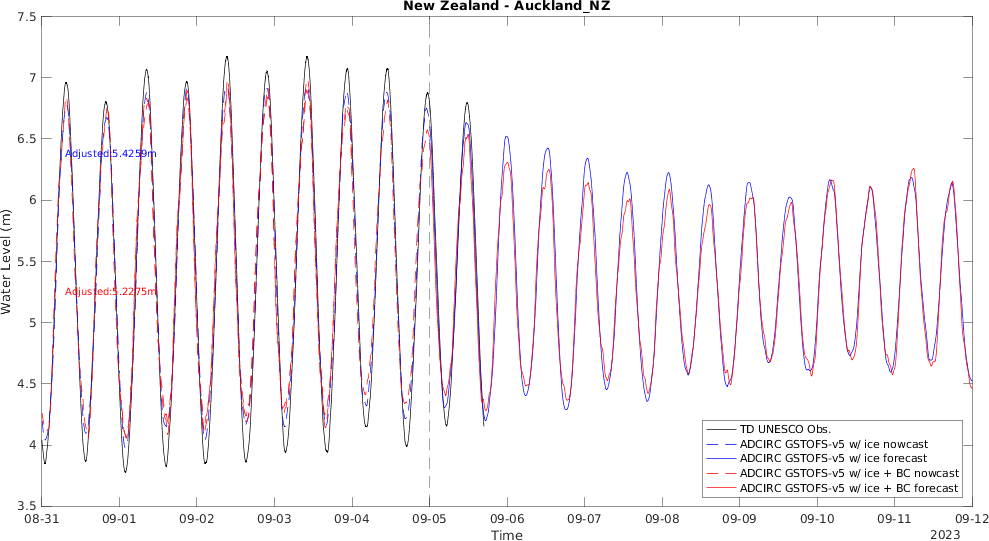 New Zealand - Auckland_NZ
7.5
7
6.5
Adjusted:5.4259m
6
Water Level (m)
5.5
Adjusted:5.2275m
5
4.5
4
3.5
TD UNESCO Obs.
ADCIRC GSTOFS-v5 w/ ice nowcast
ADCIRC GSTOFS-v5 w/ ice forecast
ADCIRC GSTOFS-v5 w/ ice + BC nowcast
ADCIRC GSTOFS-v5 w/ ice + BC forecast
08-31 09-01 09-02 09-03 09-04 09-05 09-06 09-07 09-08 09-09 09-10 09-11 09-12
Time
2023